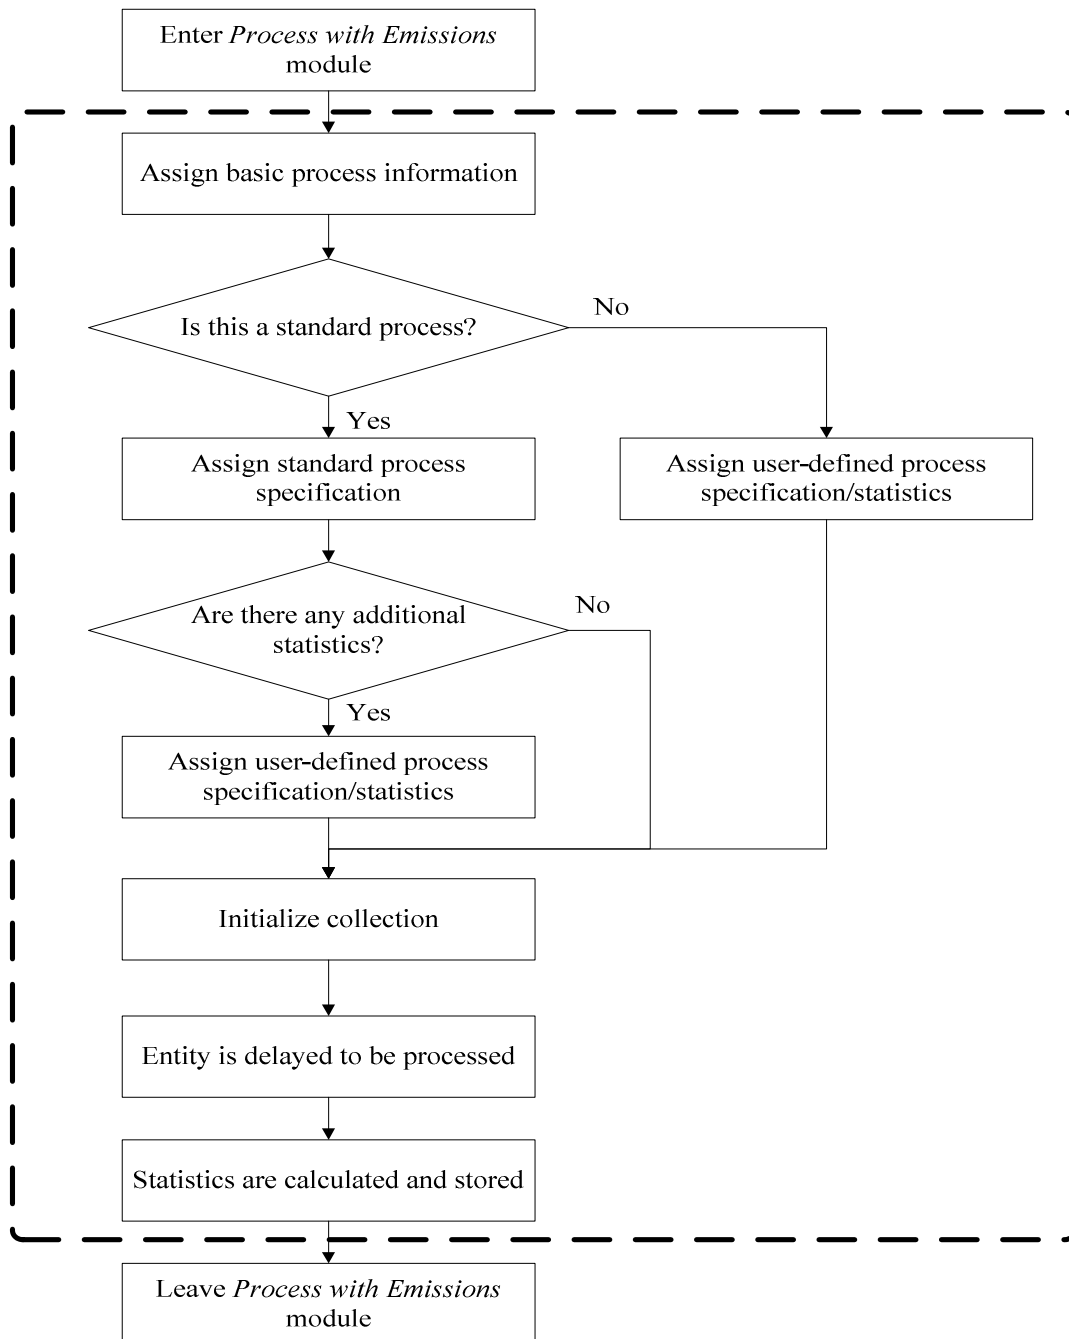 Enter Process with Emissions
module
Assign basic process information
Is this a standard process?
No
Yes
Assign standard process
specification
Assign user-defined process
specification/statistics
Are there any additional
statistics?
No
Yes
Assign user-defined process
specification/statistics
Initialize collection
Entity is delayed to be processed
Statistics are calculated and stored
Leave Process with Emissions
module